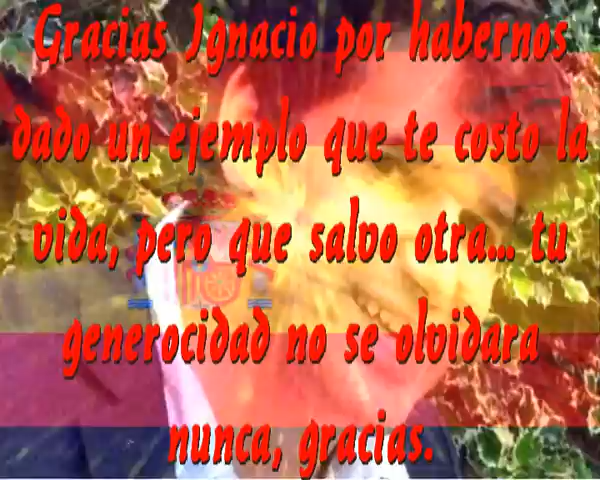 Gracias Ignacio por habernos
dado un ejemplo que te costo la
vida, pero que salvo otra... tu
generocidad no se olvidara
nunca, gracias.